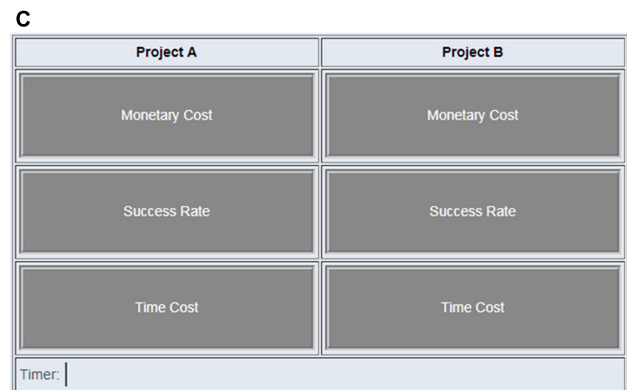 C
Project A Project B
Monetary Cost Monetary Cost
Success Rate Success Rate
Time Cost Time Cost
Timer: